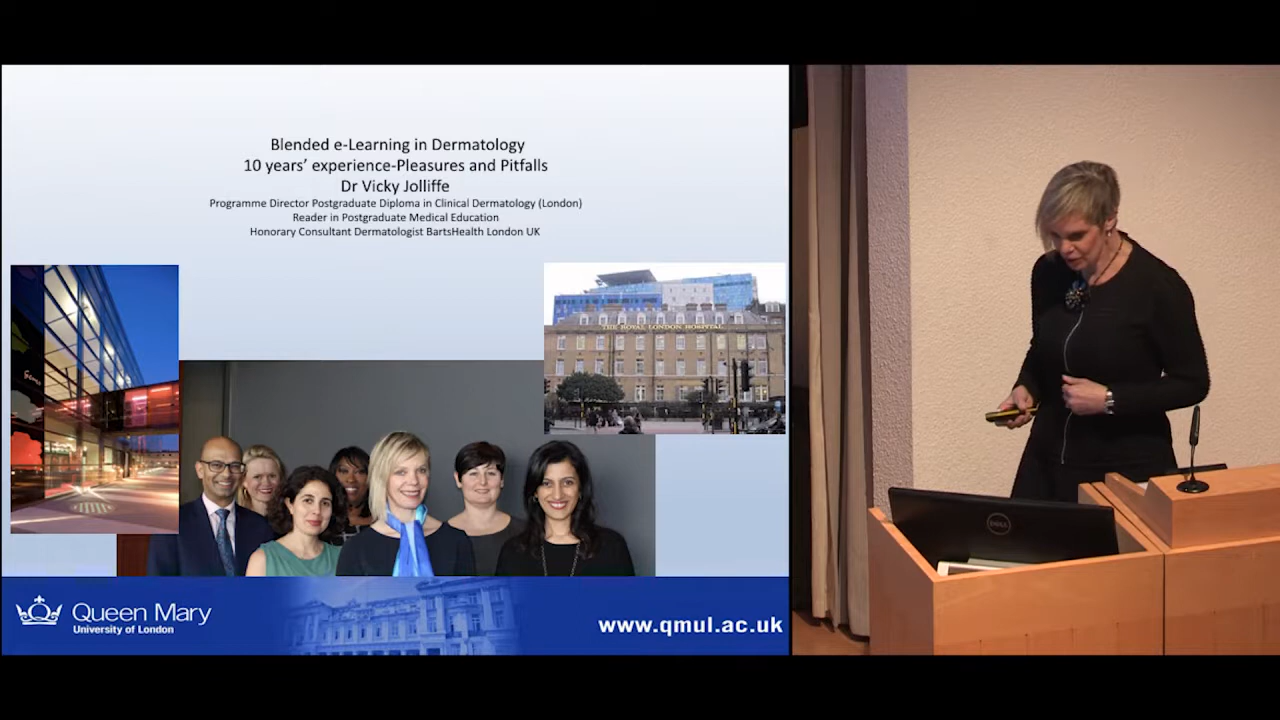 Blended e-Learning in Dermatology
10 years’ experience-Pleasures and Pitfalls
Dr Vicky Jolliffe
Programme Director Postgraduate Diploma in Clinical Dermatology (London)
Reader in Postgraduate Medical Education
Honorary Consultant Dermatologist BartsHealth London UK
THE ROYAL LONDON HOSPITAL
Queen Mary
University of London
www.qmul.ac.uk
DELL